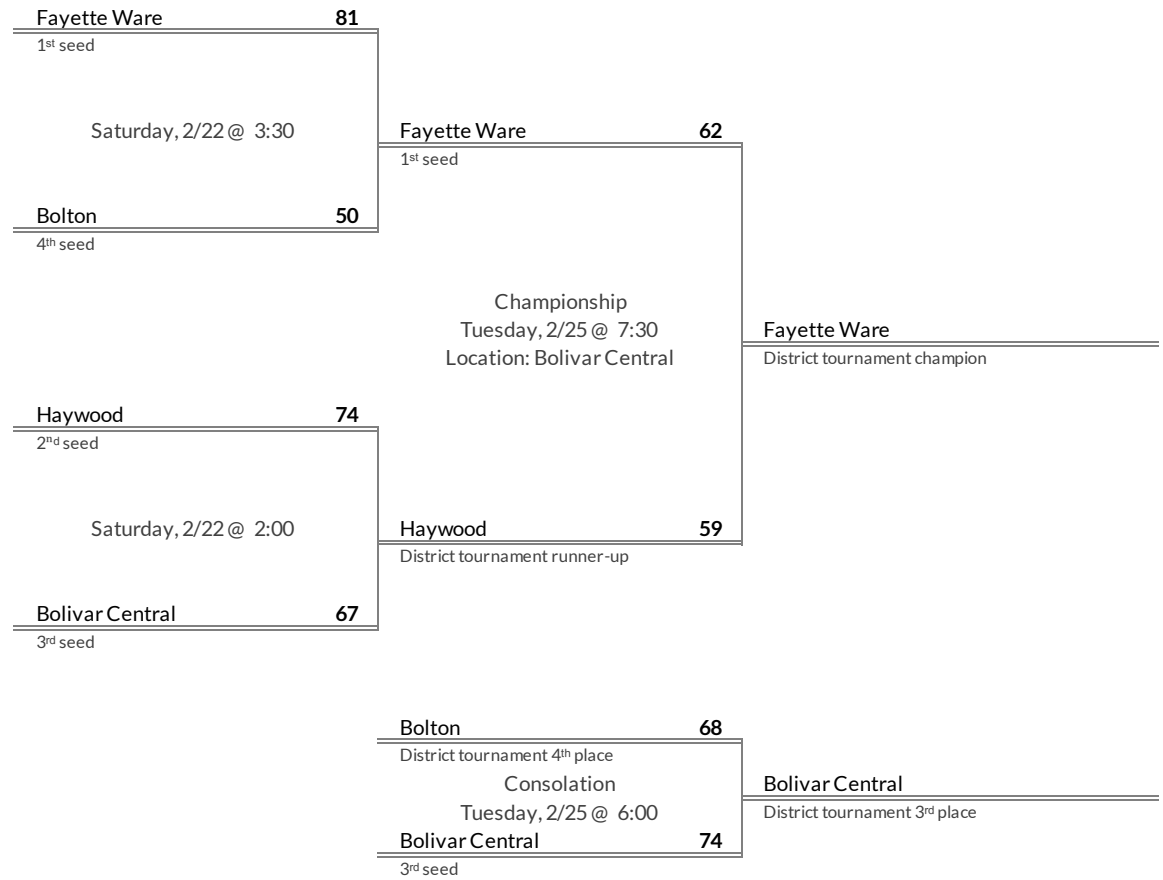 Fayette Ware 81
1st seed
Saturday, 2/22 @ 3:30
Fayette Ware 62
1st seed
Bolton 50
4th seed
Championship
Tuesday, 2/25 @ 7:30
Location: Bolivar Central
Fayette Ware
District tournament champion
Haywood 74
2nd seed
Saturday, 2/22 @ 2:00
Haywood 59
District tournament runner-up
Bolivar Central 67
3rd seed
Bolton 68
District tournament 4th place
Consolation
Tuesday, 2/25 @ 6:00
Bolivar Central
District tournament 3rd place
Bolivar Central 74
3rd seed